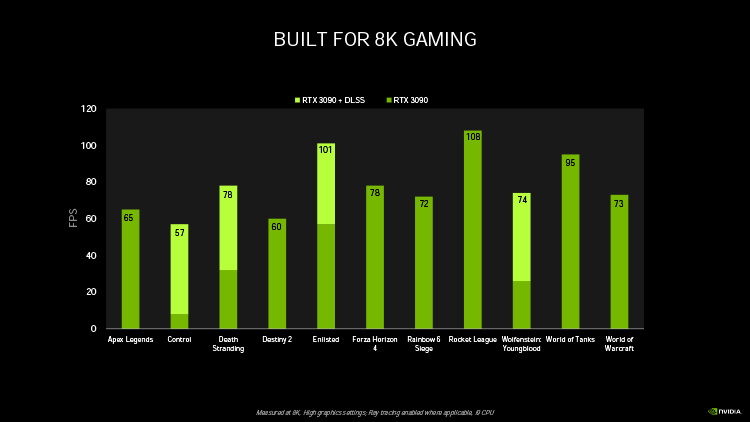 BUILT FOR 8K GAMING
RTX 3090 + DLSS RTX 3090
120
100
80
60
40
20
0
FPS
65
57
78
60
101
78
72
108
74
95
73
Apex Legends
Control
Death
Stranding
Destiny 2
Enlisted
Forza Horizon
4
Rainbow 6
Siege
Rocket League
Wolfenstein:
Youngblood
World of Tanks
World of
Warcraft
Measured at 8K, High graphics settings; Ray tracing enabled where applicable, i9 CPU
NVIDIA.